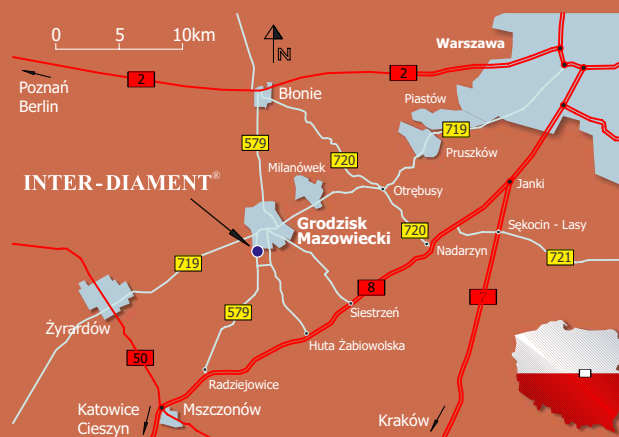 0 5 10km
N
Warszawa
2
2
Poznań
Berlin
Błonie
Piastów
719
579
Pruszków
720
Milanówek
INTER-DIAMENT®
Otrębusy
Janki
Grodzisk
Mazowiecki
720
Sękocin - Lasy
Nadarzyn
721
719
8
7
579
Siestrzeń
Żyrardów
Huta Żabiowolska
50
Radziejowice
Katowice
Cieszyn
Mszczonów
Kraków